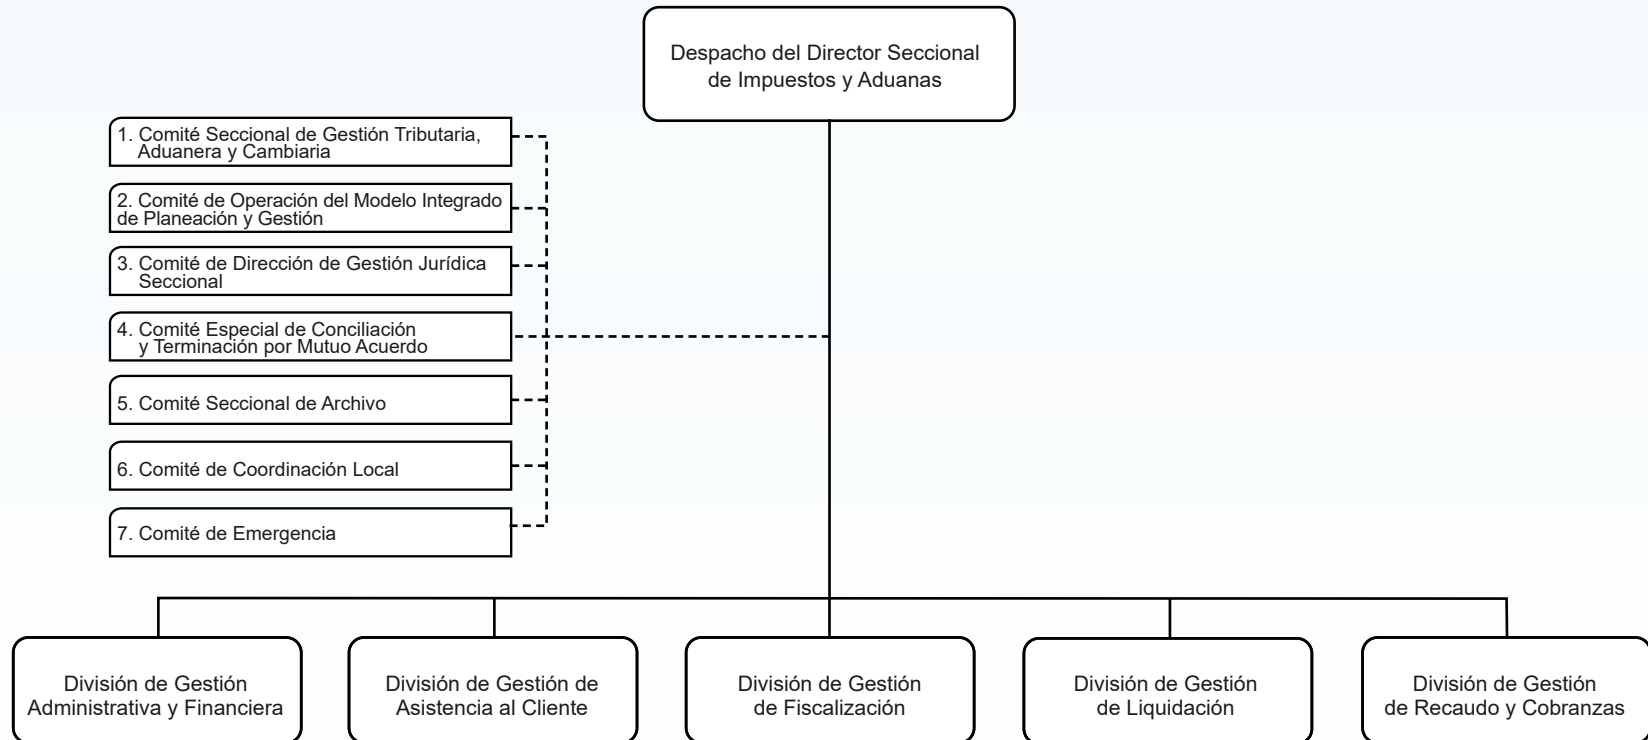 Despacho del Director Seccional
de Impuestos y Aduanas
1. Comité Seccional de Gestión Tributaria,
Aduanera y Cambiaria
2. Comité de Operación del Modelo Integrado
de Planeación y Gestión
3. Comité de Dirección de Gestión Jurídica
Seccional
4. Comité Especial de Conciliación
y Terminación por Mutuo Acuerdo
5. Comité Seccional de Archivo
6. Comité de Coordinación Local
7. Comité de Emergencia
División de Gestión
Administrativa y Financiera
División de Gestión de
Asistencia al Cliente
División de Gestión
de Fiscalización
División de Gestión
de Liquidación
División de Gestión
de Recaudo y Cobranzas